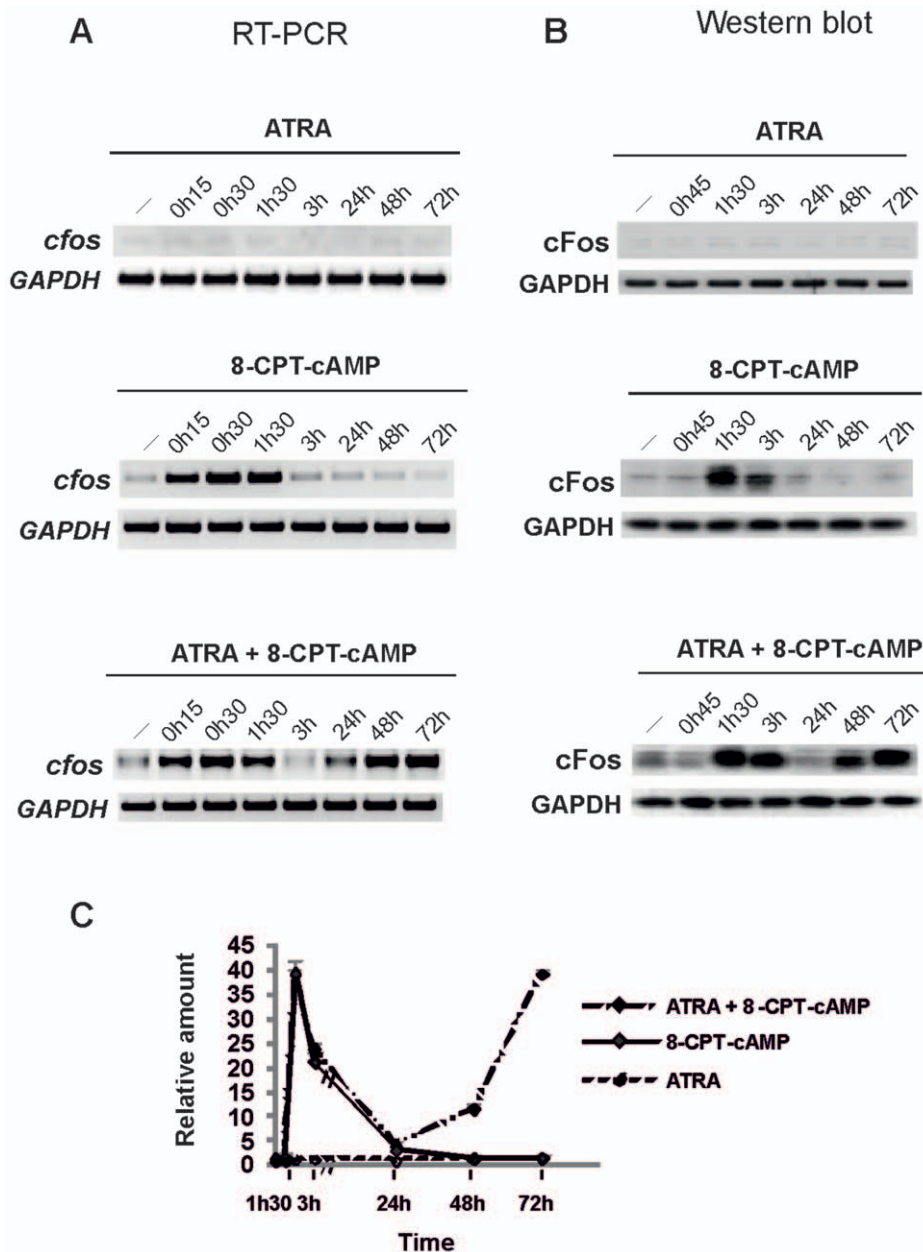 A
RT-PCR
ATRA
— 0h15 0h30 1h30 3h 24h 48h 72h
cfos
GAPDH
8-CPT-cAMP
— 0h15 0h30 1h30 3h 24h 48h 72h
cfos
GAPDH
ATRA + 8-CPT-cAMP
— 0h15 0h30 1h30 3h 24h 48h 72h
cfos
GAPDH
B
Western blot
ATRA
— 0h45 1h30 3h 24h 48h 72h
cFos
GAPDH
8-CPT-cAMP
— 0h45 1h30 3h 24h 48h 72h
cFos
GAPDH
ATRA + 8-CPT-cAMP
— 0h45 1h30 3h 24h 48h 72h
cFos
GAPDH
C
Relative amount
45
40
35
30
25
20
15
10
5
0
1h30 3h 24h 48h 72h
Time
ATRA + 8-CPT-cAMP
8-CPT-cAMP
ATRA